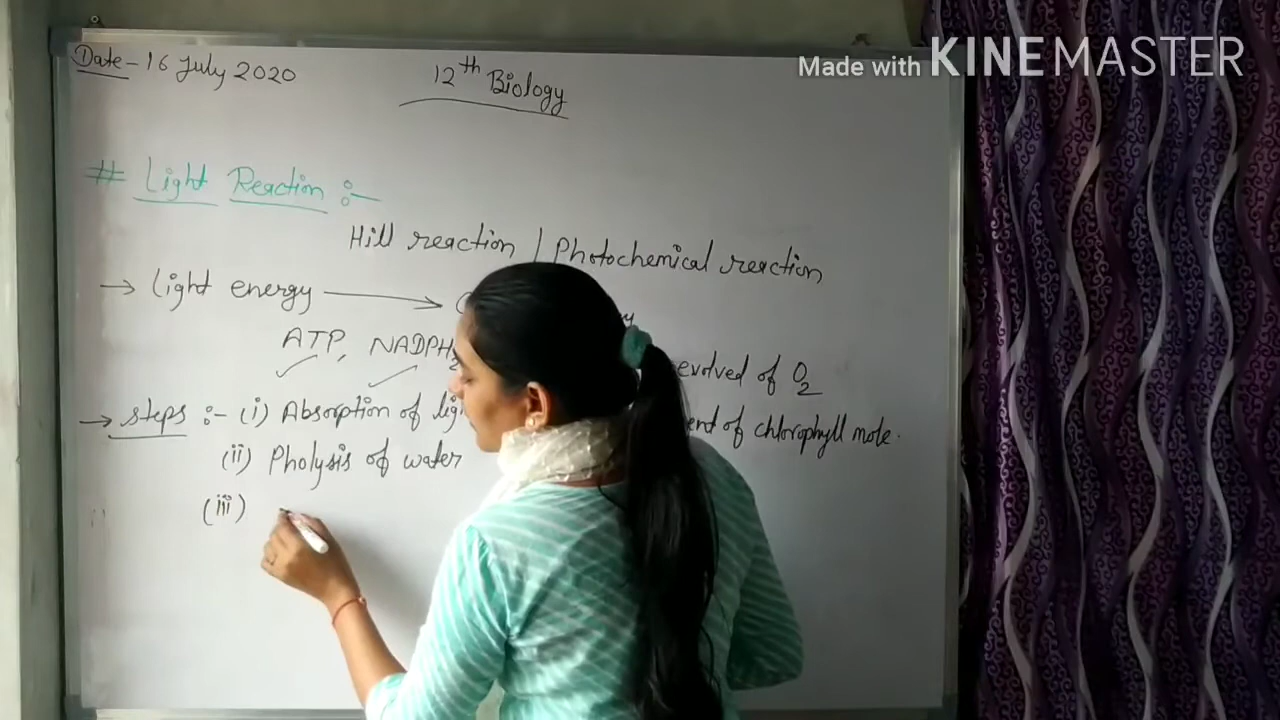 Made with KINEMASTER
Date - 16 July 2020
12th Biology
# Light Reaction :-
Hill reaction / Photochemical reaction
→ Light energy →
ATP, NADPH2 evolved of O2
→ steps :- (i) Absorption of of chlorophyll mole.
(ii) Pholysis of water
(iii)